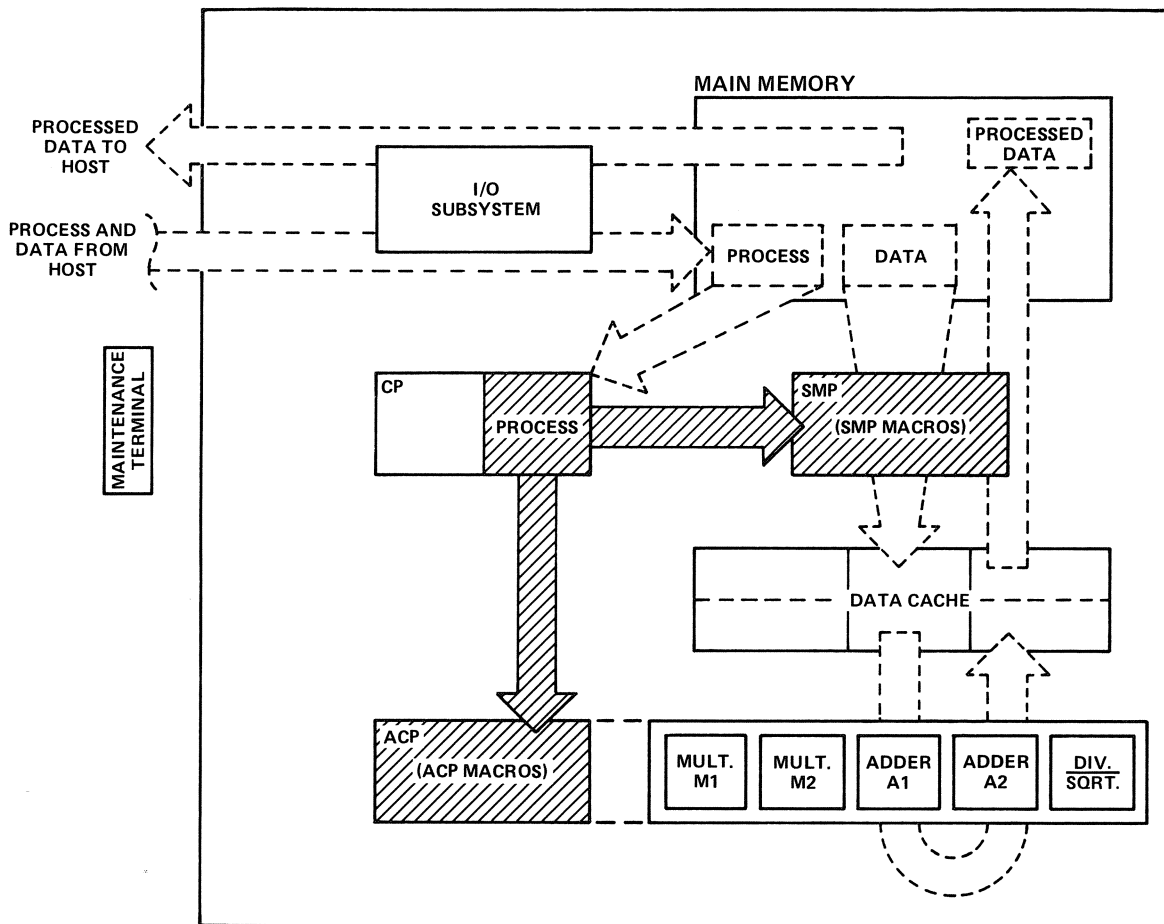 MAIN MEMORY
PROCESSED
DATA TO
HOST
PROCESSED
DATA
I/O
SUBSYSTEM
PROCESS AND
DATA FROM
HOST
PROCESS
DATA
MAINTENANCE
TERMINAL
CP
PROCESS
SMP
(SMP MACROS)
DATA CACHE
ACP
(ACP MACROS)
MULT.
M1
MULT.
M2
ADDER
A1
ADDER
A2
DIV.
SQRT.